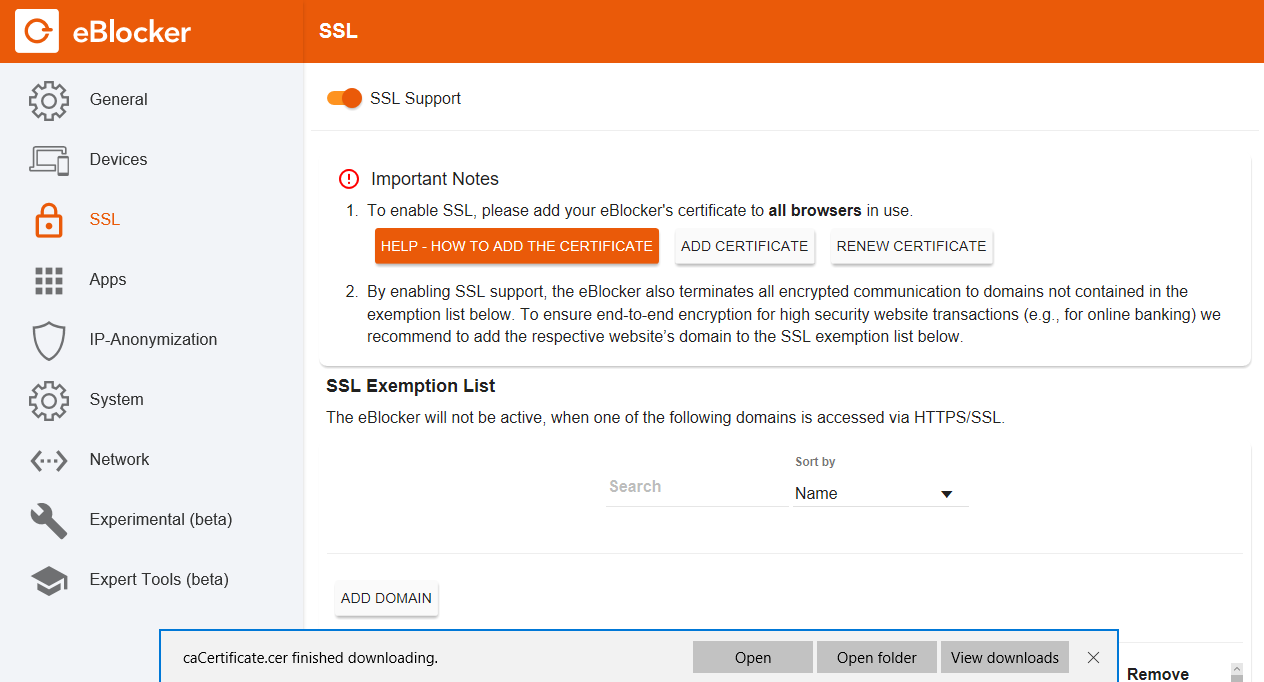 eBlocker
SSL
General
Devices
SSL
Apps
IP-Anonymization
System
Network
Experimental (beta)
Expert Tools (beta)
SSL Support
Important Notes
1. To enable SSL, please add your eBlocker's certificate to all browsers in use.
HELP - HOW TO ADD THE CERTIFICATE
ADD CERTIFICATE
RENEW CERTIFICATE
2. By enabling SSL support, the eBlocker also terminates all encrypted communication to domains not contained in the
exemption list below. To ensure end-to-end encryption for high security website transactions (e.g., for online banking) we
recommend to add the respective website’s domain to the SSL exemption list below.
SSL Exemption List
The eBlocker will not be active, when one of the following domains is accessed via HTTPS/SSL.
Sort by
Search
Name
ADD DOMAIN
caCertificate.cer finished downloading.
Open
Open folder
View downloads
Remove